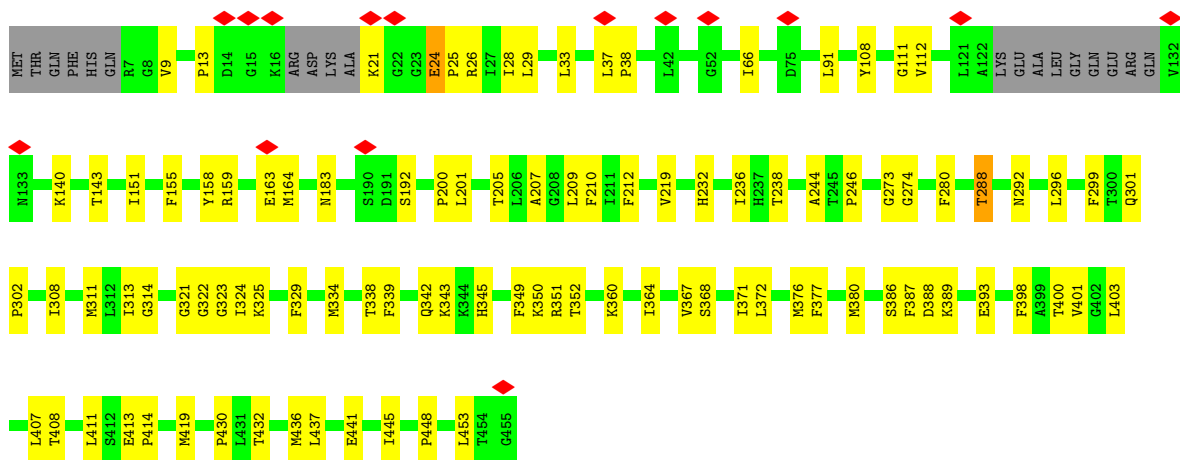 MET THR GLN PHE HIS GLN R7 G8 V9 P13 D14 G15 K16 ARG ASP LYS ALA K21 G22 G23 E24 P25 R26 I27 I28 L29 L33 L37 P38 L42 G52 I66 D75 L91 Y108 G111 V112 L121 A122 LYS GLU ALA LEU GLY GLN GLU ARG GLN V132
N133 K140 T143 I151 F155 Y158 R159 E163 M164 N183 S190 D191 S192 P200 L201 T205 L206 A207 G208 L209 F210 I211 F212 V219 H232 I236 H237 T238 A244 T245 P246 G273 G274 F280 T288 N292 L296 F299 T300 Q301
P302 I308 M311 L312 I313 G314 G321 G322 G323 I324 K325 F329 M334 T338 F339 Q342 K343 K344 H345 F349 K350 R351 T352 K360 I364 V367 S368 I371 L372 M376 F377 M380 S386 F387 D388 K389 E393 F398 A399 T400 V401 G402 L403
L407 T408 L411 S412 E413 P414 M419 P430 L431 T432 M436 L437 E441 I445 P448 L453 T454 G455